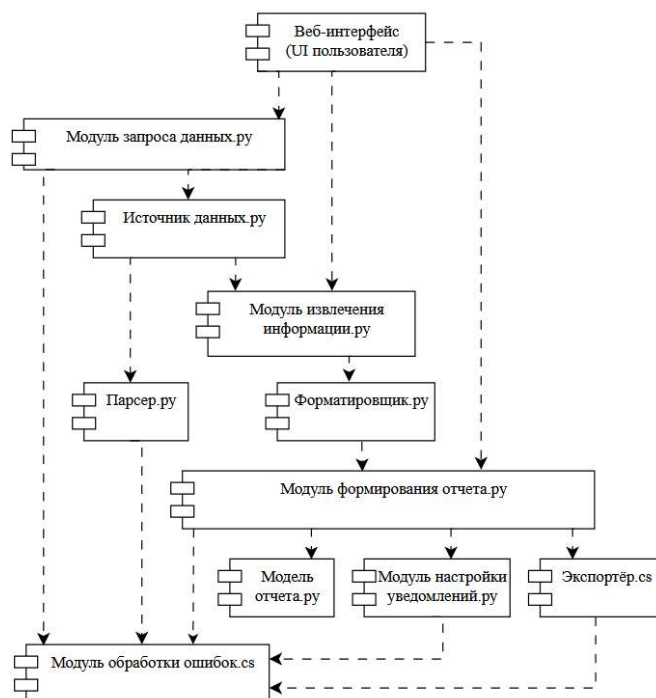 Веб-интерфейс
(UI пользователя)
Модуль запроса данных.py
Источник данных.py
Модуль извлечения
информации.py
Парсер.py
Форматировщик.py
Модуль формирования отчета.py
Модель
отчета.py
Модуль настройки
уведомлений.py
Экспортёр.cs
Модуль обработки ошибок.cs